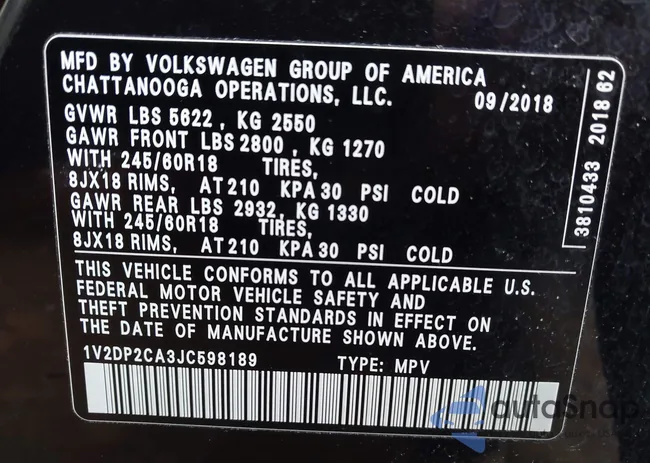 MFD BY VOLKSWAGEN GROUP OF AMERICA
CHATTANOOGA OPERATIONS, LLC. 09/2018
GVWR LBS 5622 , KG 2550
GAWR FRONT LBS 2800 , KG 1270
WITH 245/60R18 TIRES,
8JX18 RIMS, AT 210 KPA 30 PSI COLD
GAWR REAR LBS 2932, KG 1330
WITH 245/60R18 TIRES,
8JX18 RIMS, AT 210 KPA 30 PSI COLD
3810433 2018 62
THIS VEHICLE CONFORMS TO ALL APPLICABLE U.S.
FEDERAL MOTOR VEHICLE SAFETY AND
THEFT PREVENTION STANDARDS IN EFFECT ON
THE DATE OF MANUFACTURE SHOWN ABOVE.
1V2DP2CA3JC598189 TYPE: MPV
autoSnap